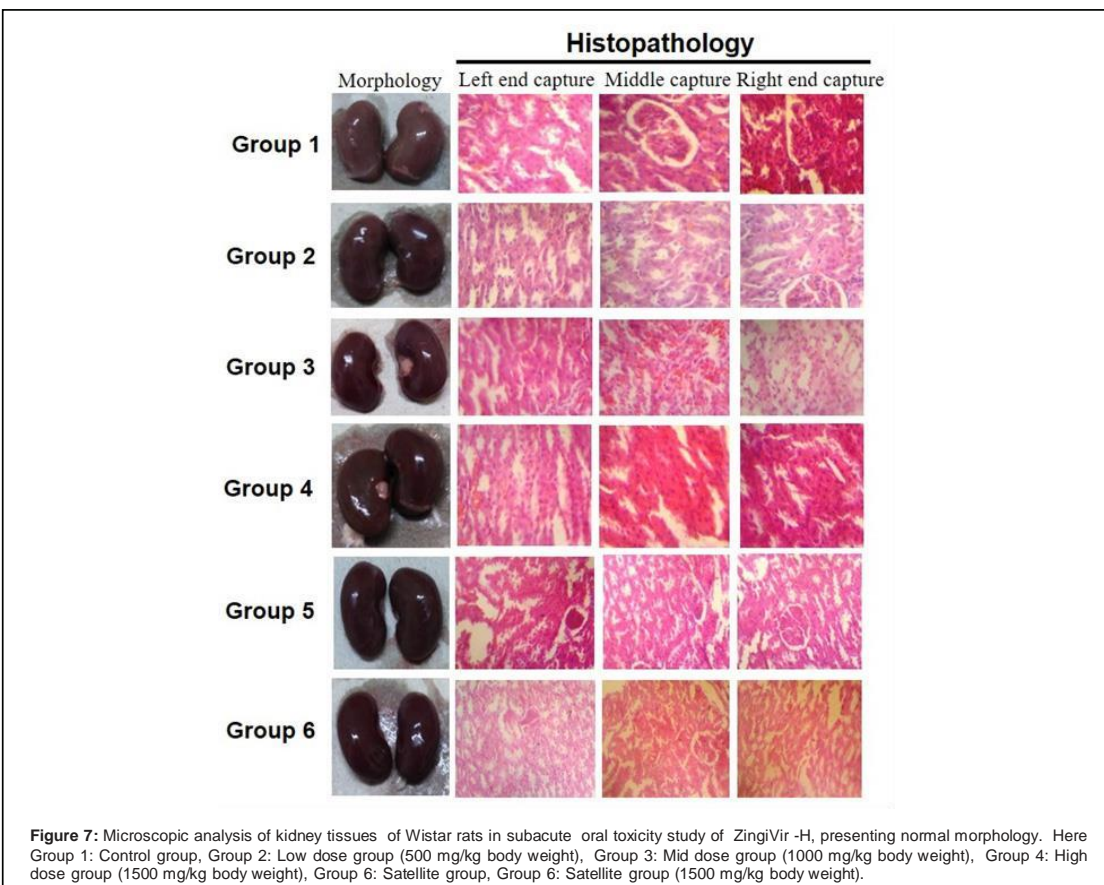 Histopathology
Morphology Left end capture Middle capture Right end capture
Group 1
Group 2
Group 3
Group 4
Group 5
Group 6
Figure 7: Microscopic analysis of kidney tissues of Wistar rats in subacute oral toxicity study of ZingiVir -H, presenting normal morphology. Here
Group 1: Control group, Group 2: Low dose group (500 mg/kg body weight), Group 3: Mid dose group (1000 mg/kg body weight), Group 4: High
dose group (1500 mg/kg body weight), Group 6: Satellite group, Group 6: Satellite group (1500 mg/kg body weight).